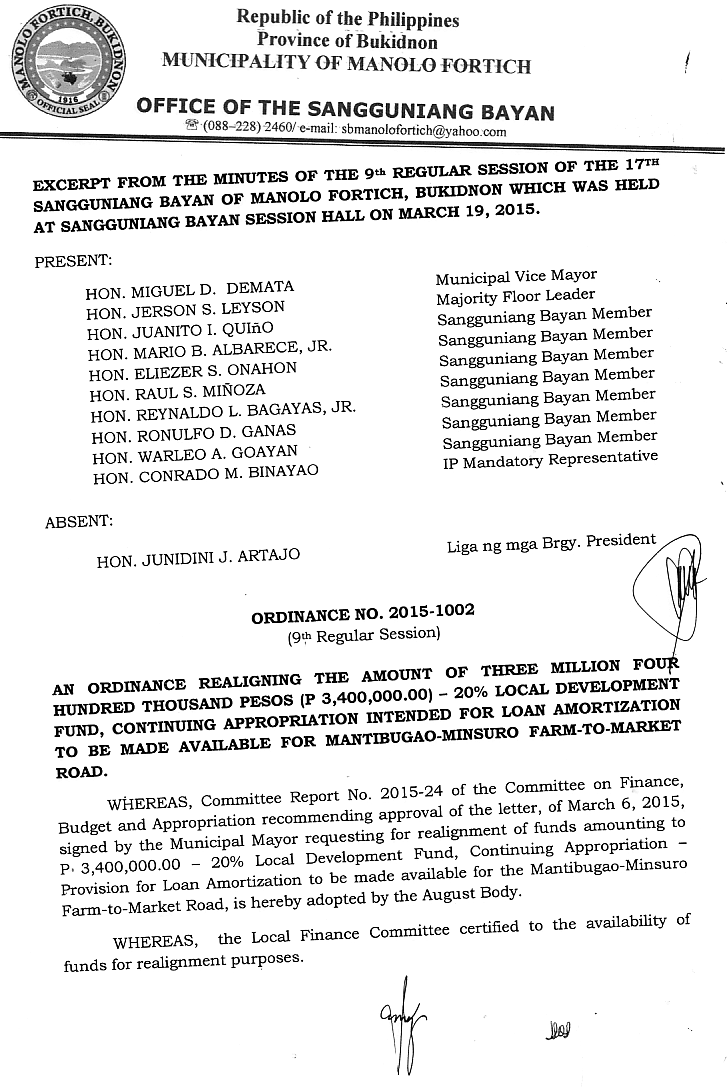 MANOLO FORTICH, BUKIDNON
1916
OFFICIAL SEAL
Republic of the Philippines
Province of Bukidnon
MUNICIPALITY OF MANOLO FORTICH
OFFICE OF THE SANGGUNIANG BAYAN
☏ (088-228) 2460/ e-mail: sbmanolofortich@yahoo.com
EXCERPT FROM THE MINUTES OF THE 9th REGULAR SESSION OF THE 17TH
SANGGUNIANG BAYAN OF MANOLO FORTICH, BUKIDNON WHICH WAS HELD
AT SANGGUNIANG BAYAN SESSION HALL ON MARCH 19, 2015.
PRESENT:
HON. MIGUEL D. DEMATA Municipal Vice Mayor
HON. JERSON S. LEYSON Majority Floor Leader
HON. JUANITO I. QUIñO Sangguniang Bayan Member
HON. MARIO B. ALBARECE, JR. Sangguniang Bayan Member
HON. ELIEZER S. ONAHON Sangguniang Bayan Member
HON. RAUL S. MIÑOZA Sangguniang Bayan Member
HON. REYNALDO L. BAGAYAS, JR. Sangguniang Bayan Member
HON. RONULFO D. GANAS Sangguniang Bayan Member
HON. WARLEO A. GOAYAN Sangguniang Bayan Member
HON. CONRADO M. BINAYAO IP Mandatory Representative
ABSENT:
HON. JUNIDINI J. ARTAJO Liga ng mga Brgy. President
ORDINANCE NO. 2015-1002
(9th Regular Session)
AN ORDINANCE REALIGNING THE AMOUNT OF THREE MILLION FOUR
HUNDRED THOUSAND PESOS (P 3,400,000.00) – 20% LOCAL DEVELOPMENT
FUND, CONTINUING APPROPRIATION INTENDED FOR LOAN AMORTIZATION
TO BE MADE AVAILABLE FOR MANTIBUGAO-MINSURO FARM-TO-MARKET
ROAD.
WHEREAS, Committee Report No. 2015-24 of the Committee on Finance,
Budget and Appropriation recommending approval of the letter, of March 6, 2015,
signed by the Municipal Mayor requesting for realignment of funds amounting to
P 3,400,000.00 – 20% Local Development Fund, Continuing Appropriation –
Provision for Loan Amortization to be made available for the Mantibugao-Minsuro
Farm-to-Market Road, is hereby adopted by the August Body.
WHEREAS, the Local Finance Committee certified to the availability of
funds for realignment purposes.